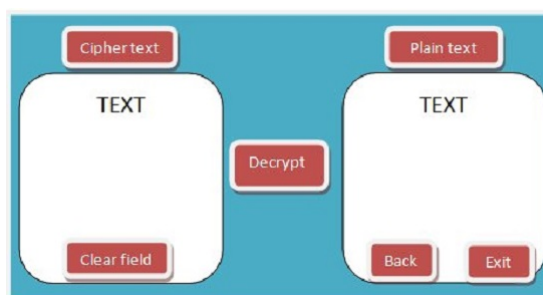 Cipher text
Plain text
TEXT
TEXT
Decrypt
Clear field
Back
Exit